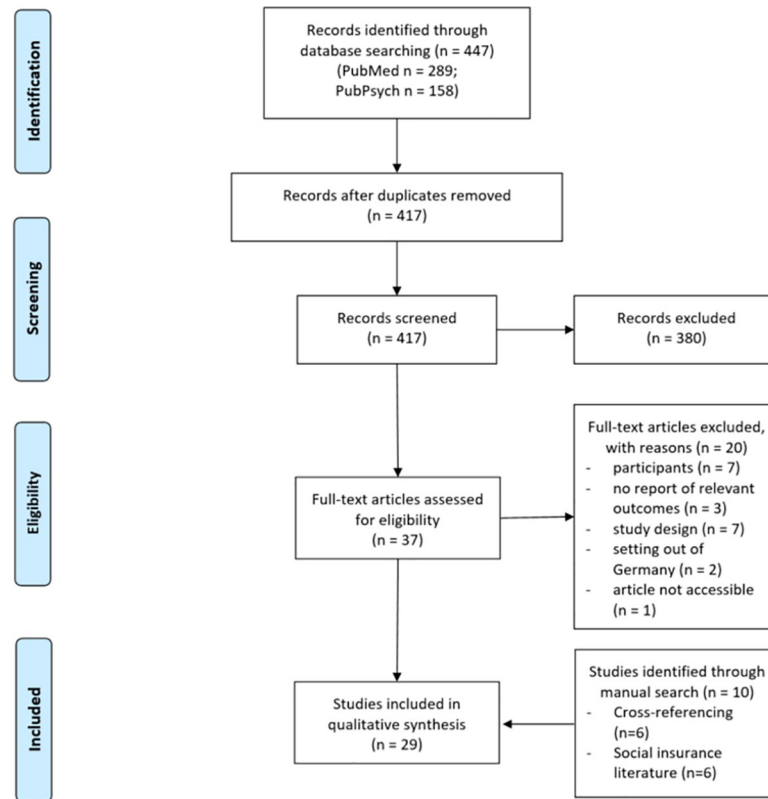 Identification
Records identified through
database searching (n = 447)
(PubMed n = 289;
PubPsych n = 158)
Records after duplicates removed
(n = 417)
Screening
Records screened
(n = 417)
Records excluded
(n = 380)
Eligibility
Full-text articles assessed
for eligibility
(n = 37)
Full-text articles excluded,
with reasons (n = 20)
- participants (n = 7)
- no report of relevant
outcomes (n = 3)
- study design (n = 7)
- setting out of
Germany (n = 2)
- article not accessible
(n = 1)
Included
Studies included in
qualitative synthesis
(n = 29)
Studies identified through
manual search (n = 10)
- Cross-referencing
(n=6)
- Social insurance
literature (n=6)